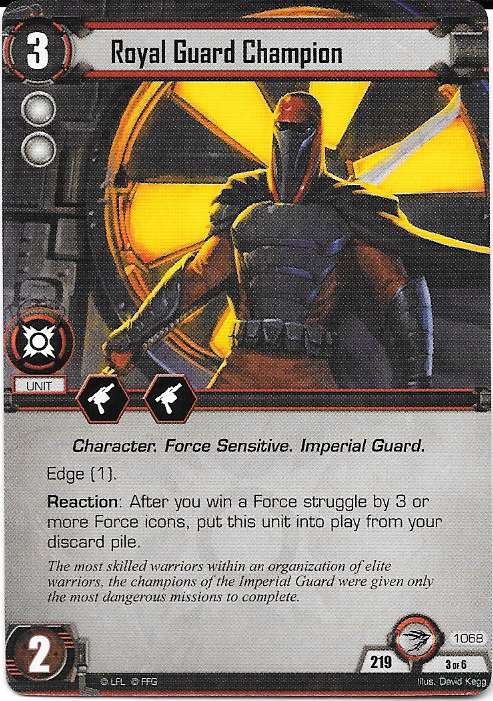 3
Royal Guard Champion
UNIT
Character. Force Sensitive. Imperial Guard.
Edge (1).
Reaction: After you win a Force struggle by 3 or
more Force icons, put this unit into play from your
discard pile.
The most skilled warriors within an organization of elite
warriors, the champions of the Imperial Guard were given only
the most dangerous missions to complete.
2
© LFL © FFG
219
3 OF 6
1068
Illus. David Kegg